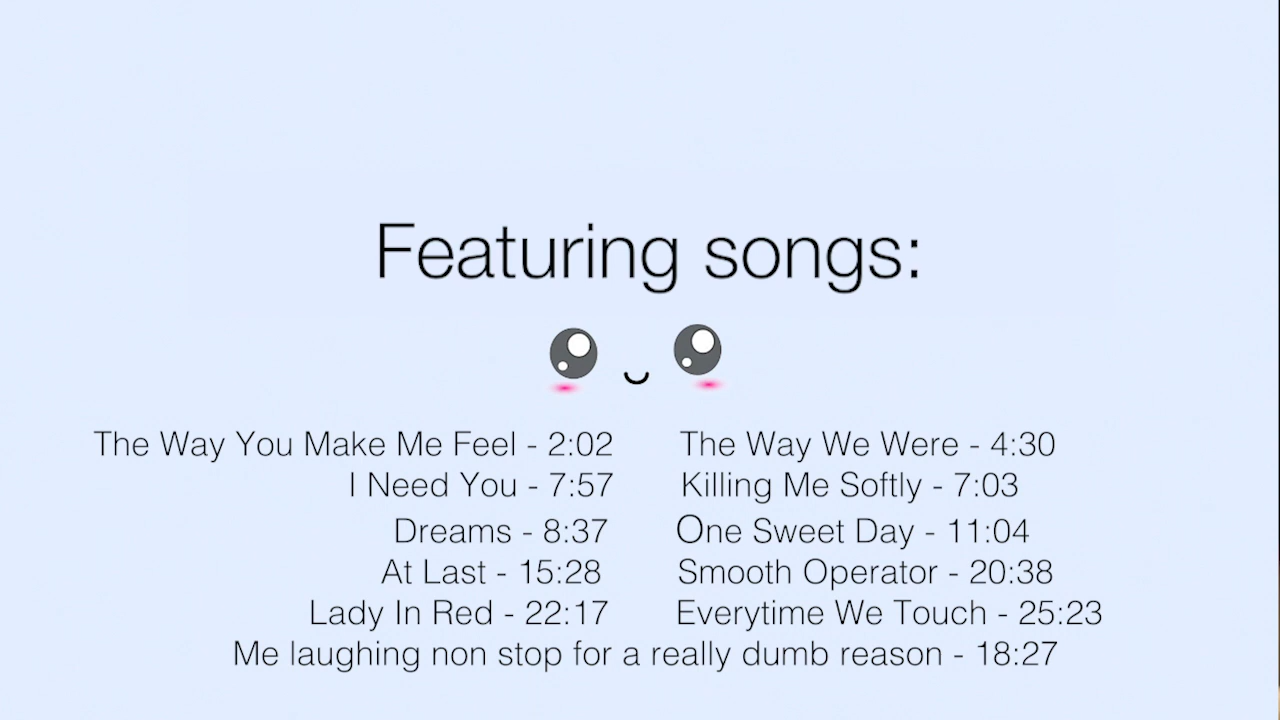 Featuring songs:
The Way You Make Me Feel - 2:02
The Way We Were - 4:30
I Need You - 7:57
Killing Me Softly - 7:03
Dreams - 8:37
One Sweet Day - 11:04
At Last - 15:28
Smooth Operator - 20:38
Lady In Red - 22:17
Everytime We Touch - 25:23
Me laughing non stop for a really dumb reason - 18:27